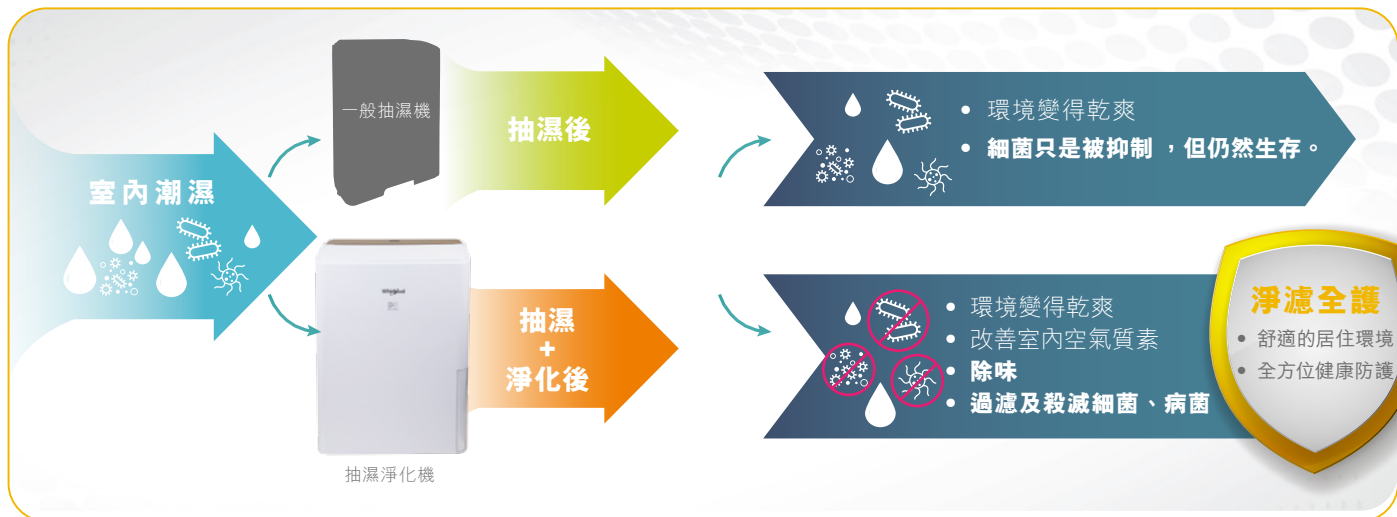 室內潮濕
一般抽濕機
抽濕後
• 環境變得乾爽
• 細菌只是被抑制，但仍然生存。
Whirlpool
抽濕淨化機
抽濕
+
淨化後
• 環境變得乾爽
• 改善室內空氣質素
• 除味
• 過濾及殺滅細菌、病菌
淨濾全護
• 舒適的居住環境
• 全方位健康防護